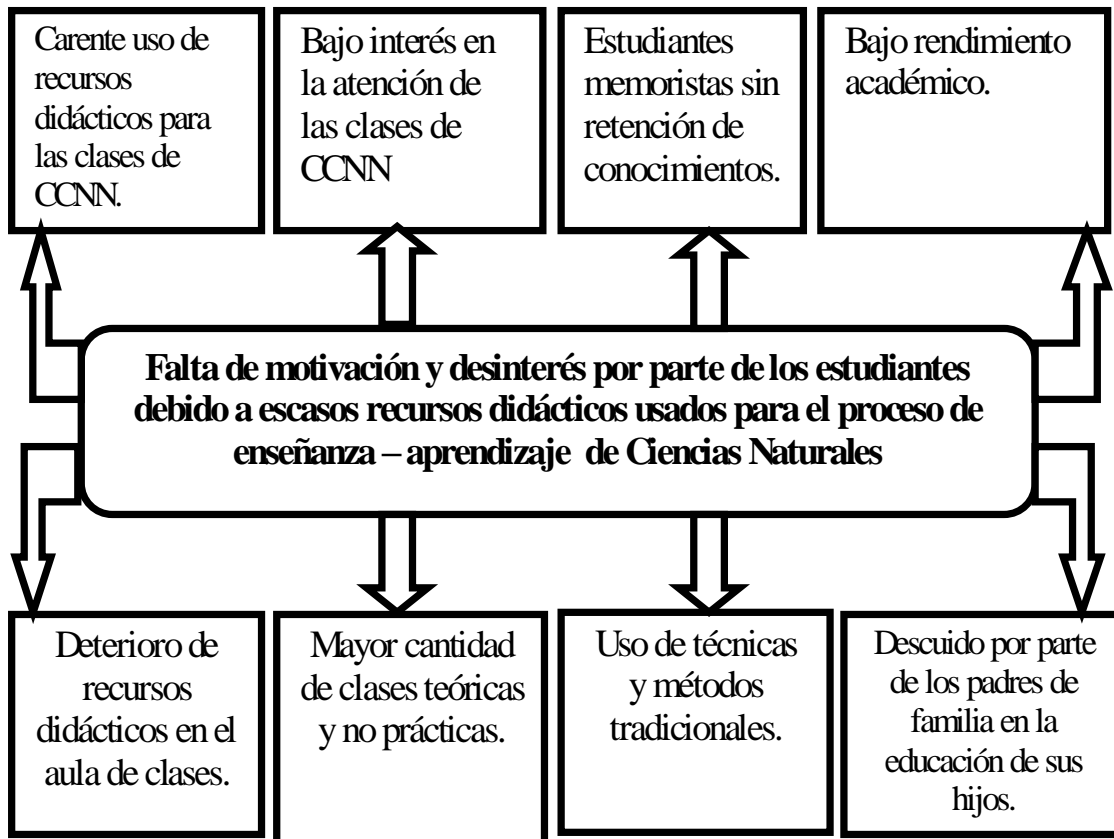 Carente uso de
recursos
didácticos para
las clases de
CCNN.
Bajo interés en
la atención de
las clases de
CCNN
Estudiantes
memoristas sin
retención de
conocimientos.
Bajo rendimiento
académico.
Falta de motivación y desinterés por parte de los estudiantes
debido a escasos recursos didácticos usados para el proceso de
enseñanza – aprendizaje de Ciencias Naturales
Deterioro de
recursos
didácticos en el
aula de clases.
Mayor cantidad
de clases teóricas
y no prácticas.
Uso de técnicas
y métodos
tradicionales.
Descuido por parte
de los padres de
familia en la
educación de sus
hijos.